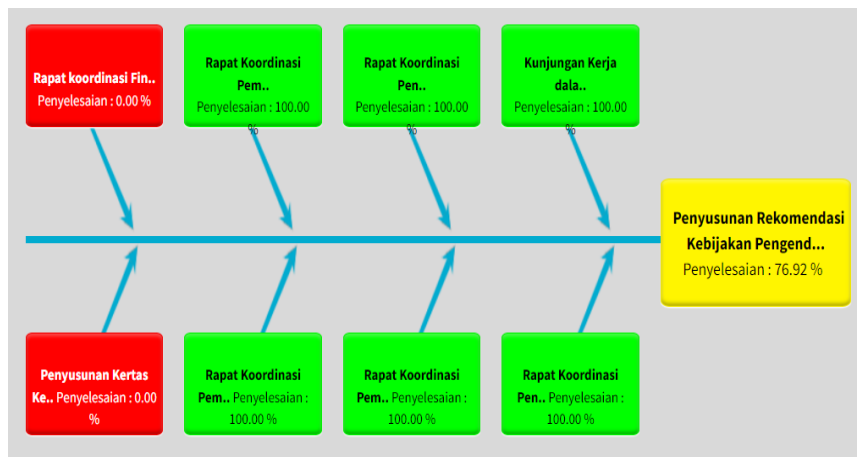 Rapat koordinasi Fin..
Penyelesaian : 0.00 %
Rapat Koordinasi
Pem..
Penyelesaian : 100.00
%
Rapat Koordinasi
Pen..
Penyelesaian : 100.00
%
Kunjungan Kerja
dala..
Penyelesaian : 100.00
%
Penyusunan Rekomendasi
Kebijakan Pengend...
Penyelesaian : 76.92 %
Penyusunan Kertas
Ke.. Penyelesaian : 0.00
%
Rapat Koordinasi
Pem.. Penyelesaian :
100.00 %
Rapat Koordinasi
Pem.. Penyelesaian :
100.00 %
Rapat Koordinasi
Pen.. Penyelesaian :
100.00 %